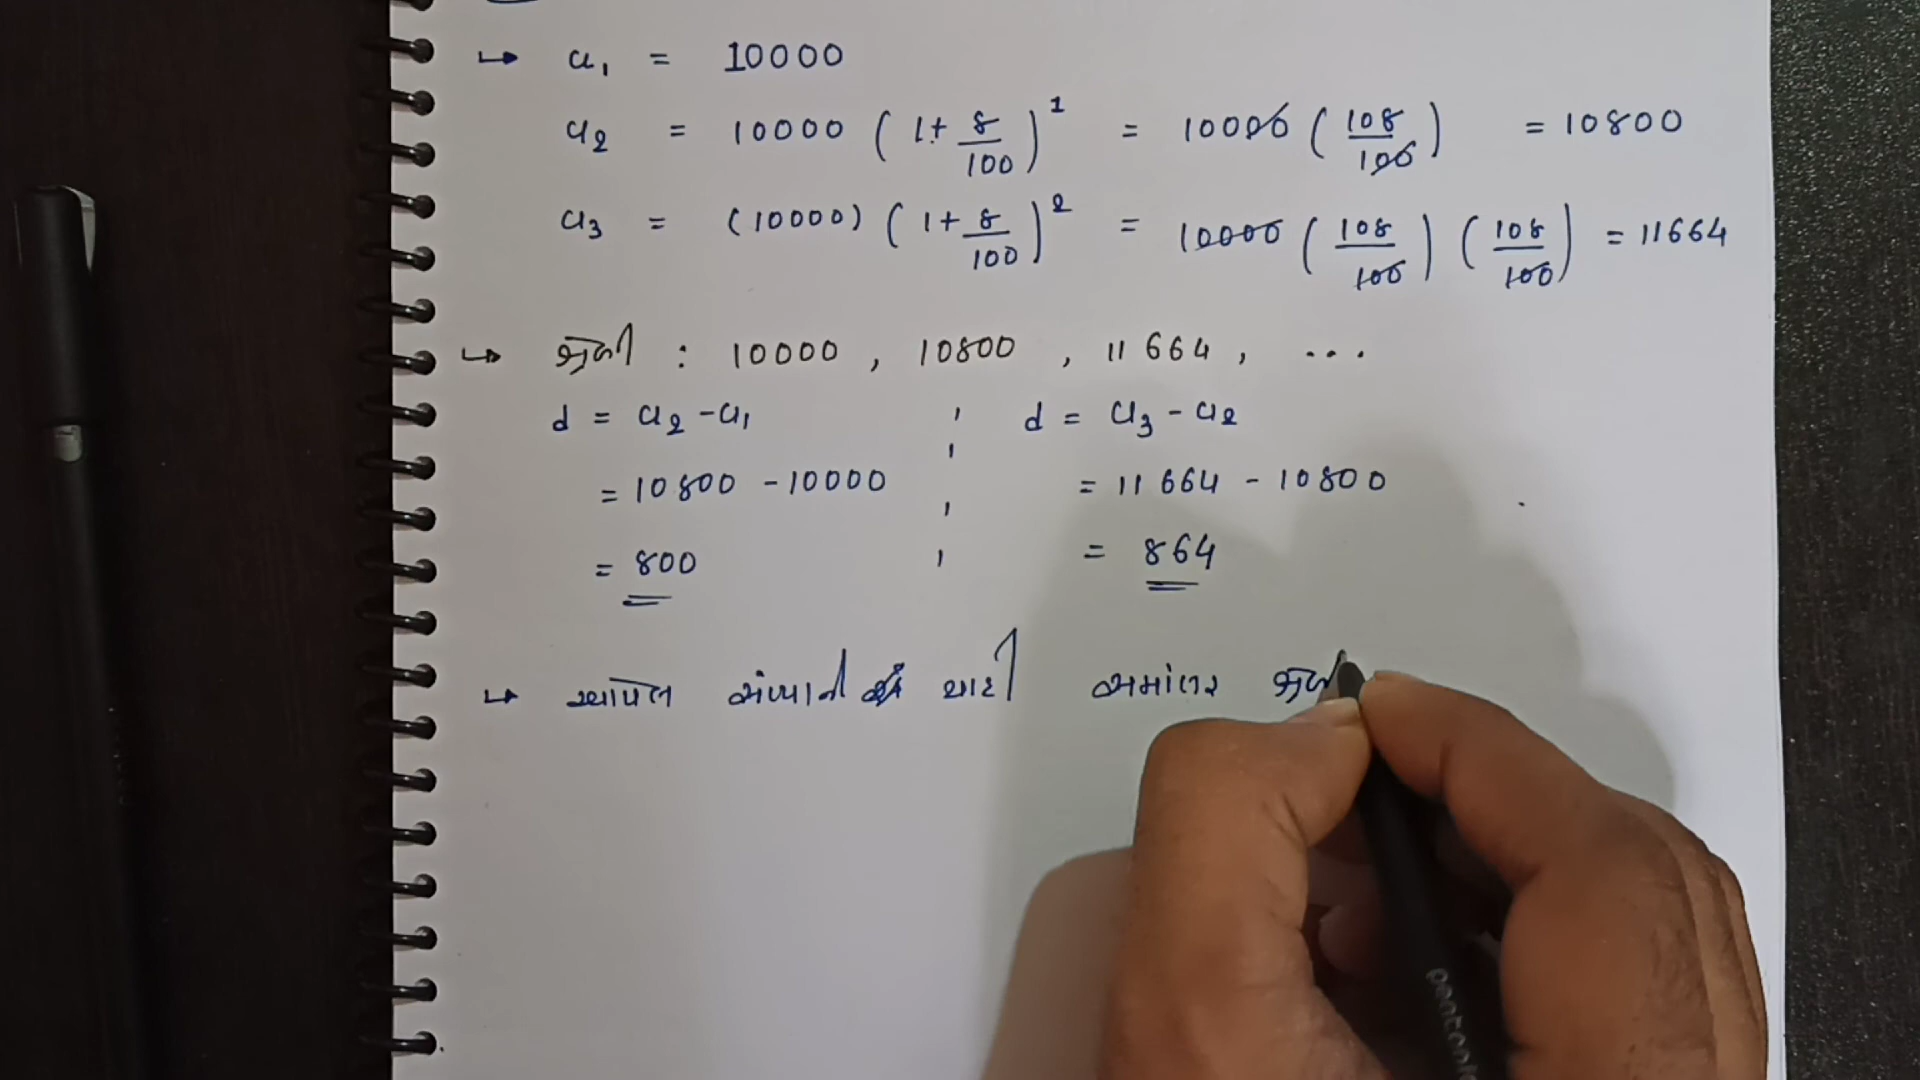 ↳ a₁ = 10000
a₂ = 10000 (1+8/100)¹ = 10000 (108/100) = 10800
a₃ = (10000) (1+8/100)² = 10000 (108/100) (108/100) = 11664
↳ શ્રેણી : 10000 , 10800 , 11664 , ...
d = a₂ - a₁ d = a₃ - a₂
= 10800 - 10000 = 11664 - 10800
= 800 = 864
↳ આપેલ સંખ્યાની યાદી સમાંતર શ્રેણી